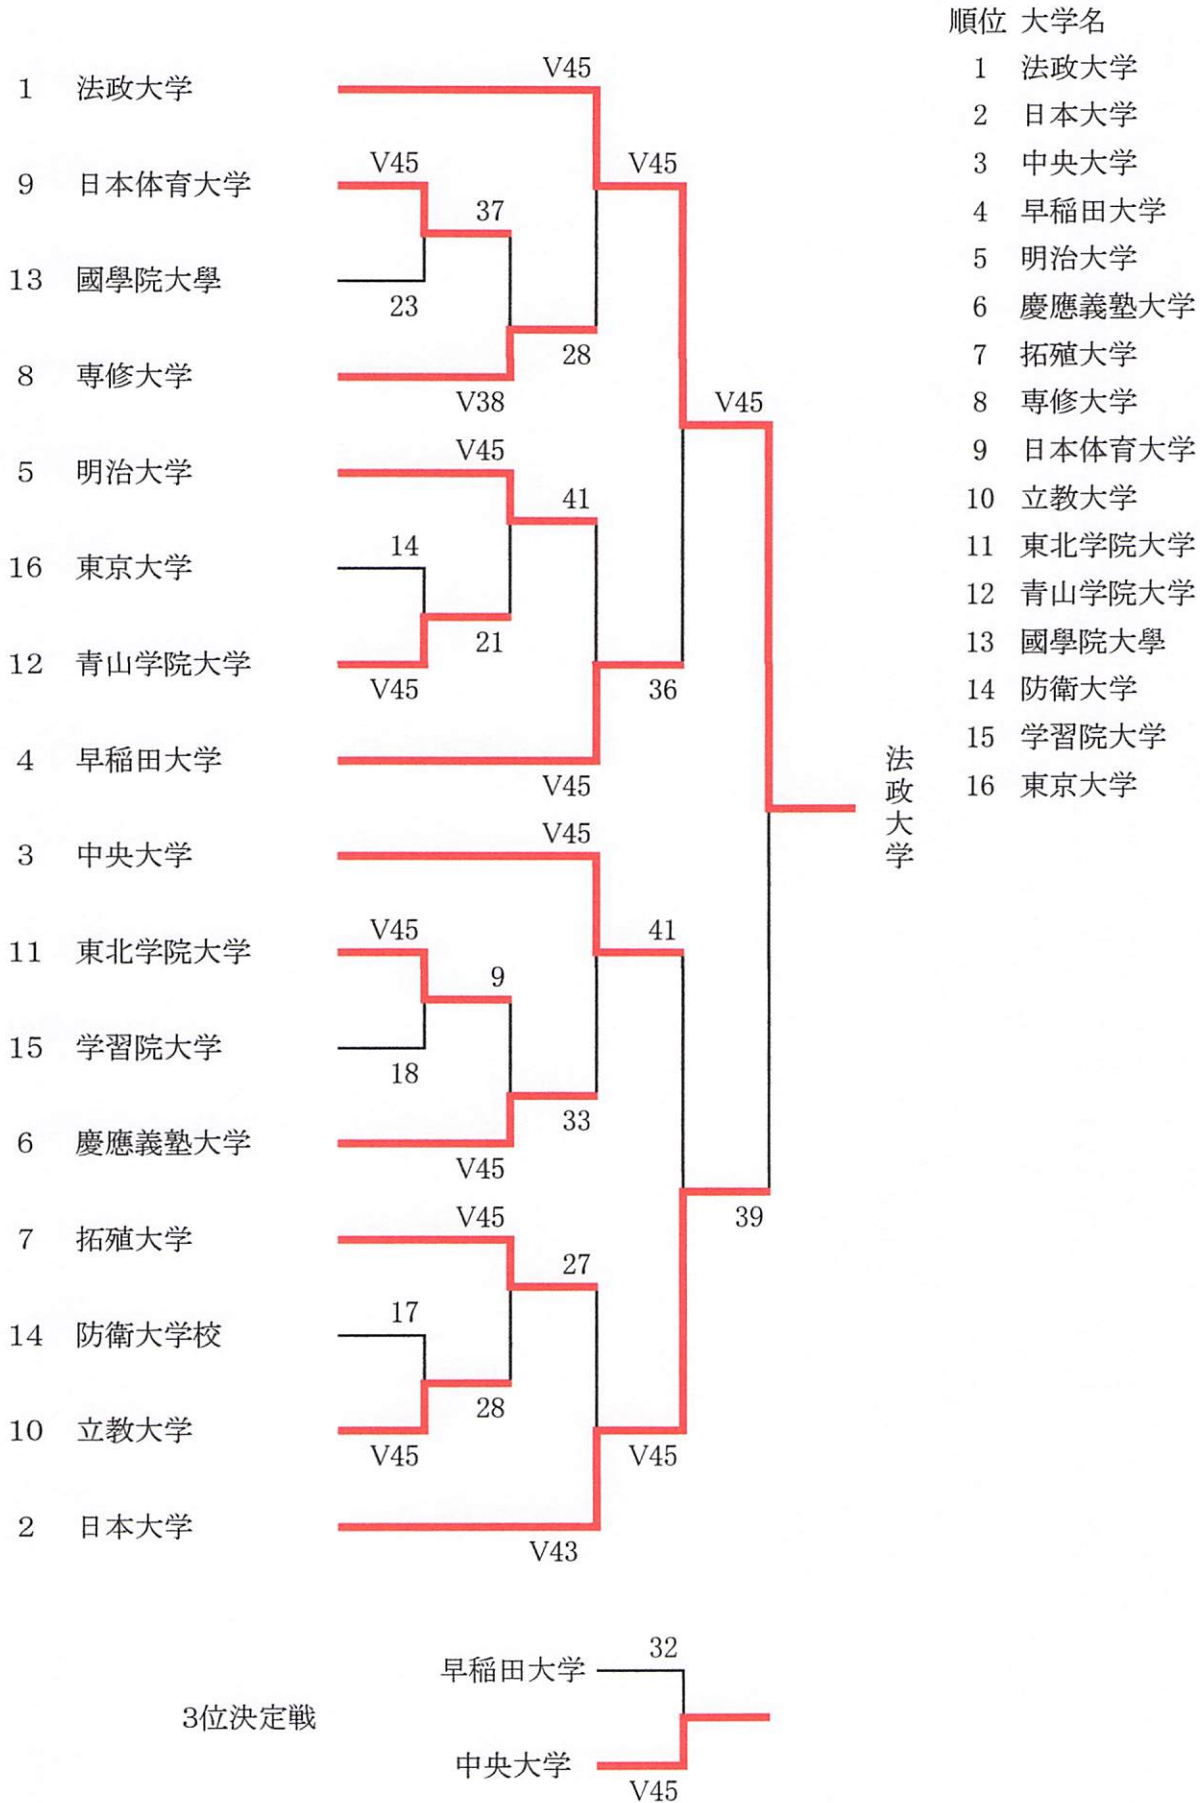 順位 大学名
1 法政大学
2 日本大学
3 中央大学
4 早稲田大学
5 明治大学
6 慶應義塾大学
7 拓殖大学
8 専修大学
9 日本体育大学
10 立教大学
11 東北学院大学
12 青山学院大学
13 國學院大學
14 防衛大学
15 学習院大学
16 東京大学
V45
1 法政大学
V45 V45
9 日本体育大学
37
13 國學院大學
23
28
8 専修大学
V38 V45
V45
5 明治大学
41
14
16 東京大学
21
12 青山学院大学
V45 36
4 早稲田大学
V45
法政大学
V45
3 中央大学
V45 41
11 東北学院大学
9
15 学習院大学
18
33
6 慶應義塾大学
V45
V45 39
7 拓殖大学
27
17
14 防衛大学校
28
10 立教大学
V45 V45
2 日本大学
V43
32
早稲田大学
3位決定戦
中央大学
V45